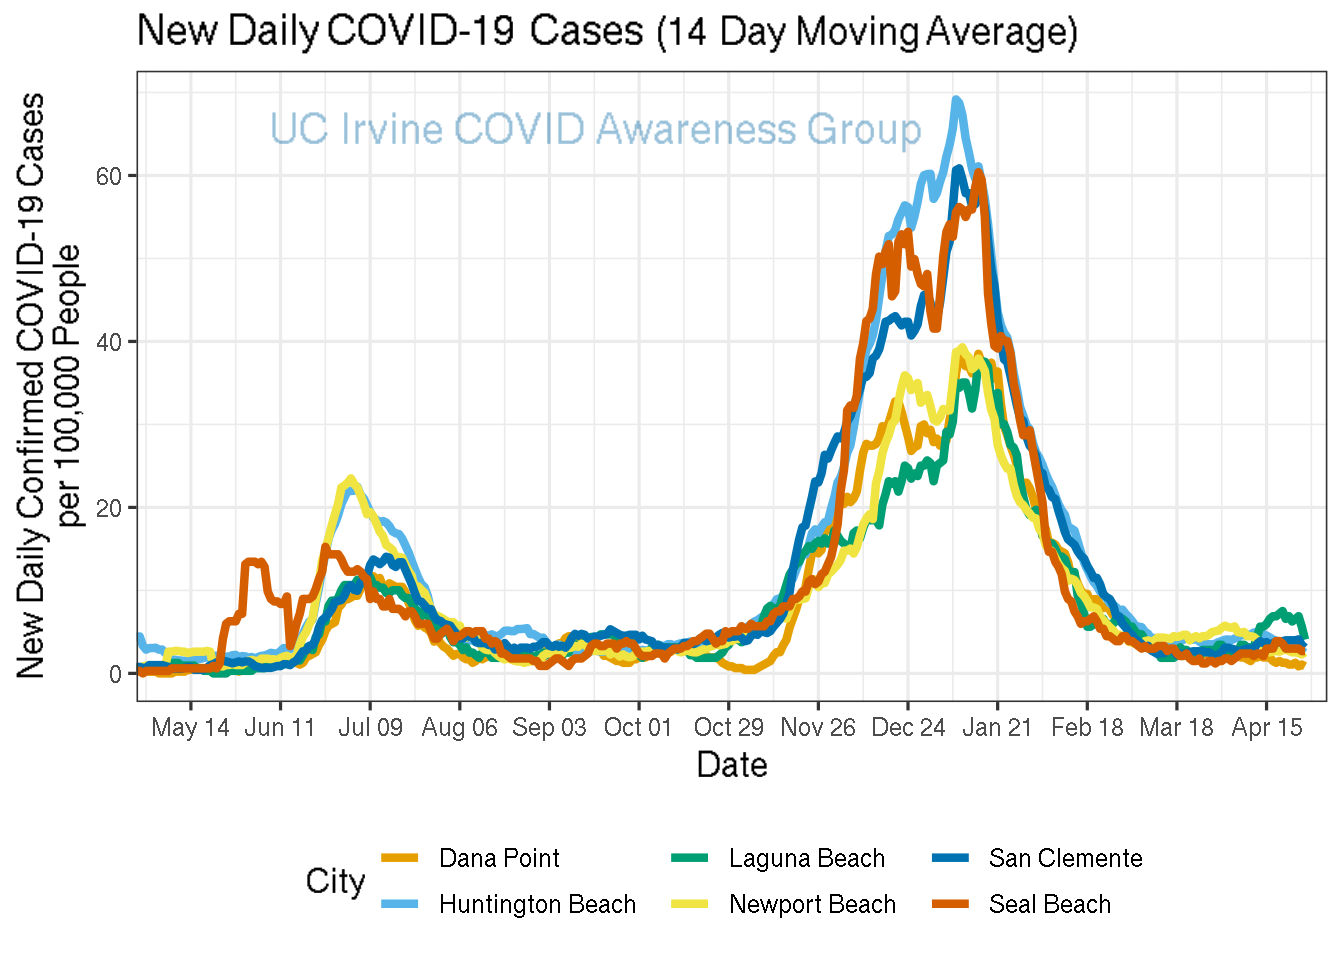 New Daily COVID-19 Cases (14 Day Moving Average)
UC Irvine COVID Awareness Group
New Daily Confirmed COVID-19 Cases
per 100,000 People
60
40
20
0
May 14 Jun 11 Jul 09 Aug 06 Sep 03 Oct 01 Oct 29 Nov 26 Dec 24 Jan 21 Feb 18 Mar 18 Apr 15
Date
City
Dana Point Laguna Beach San Clemente
Huntington Beach Newport Beach Seal Beach